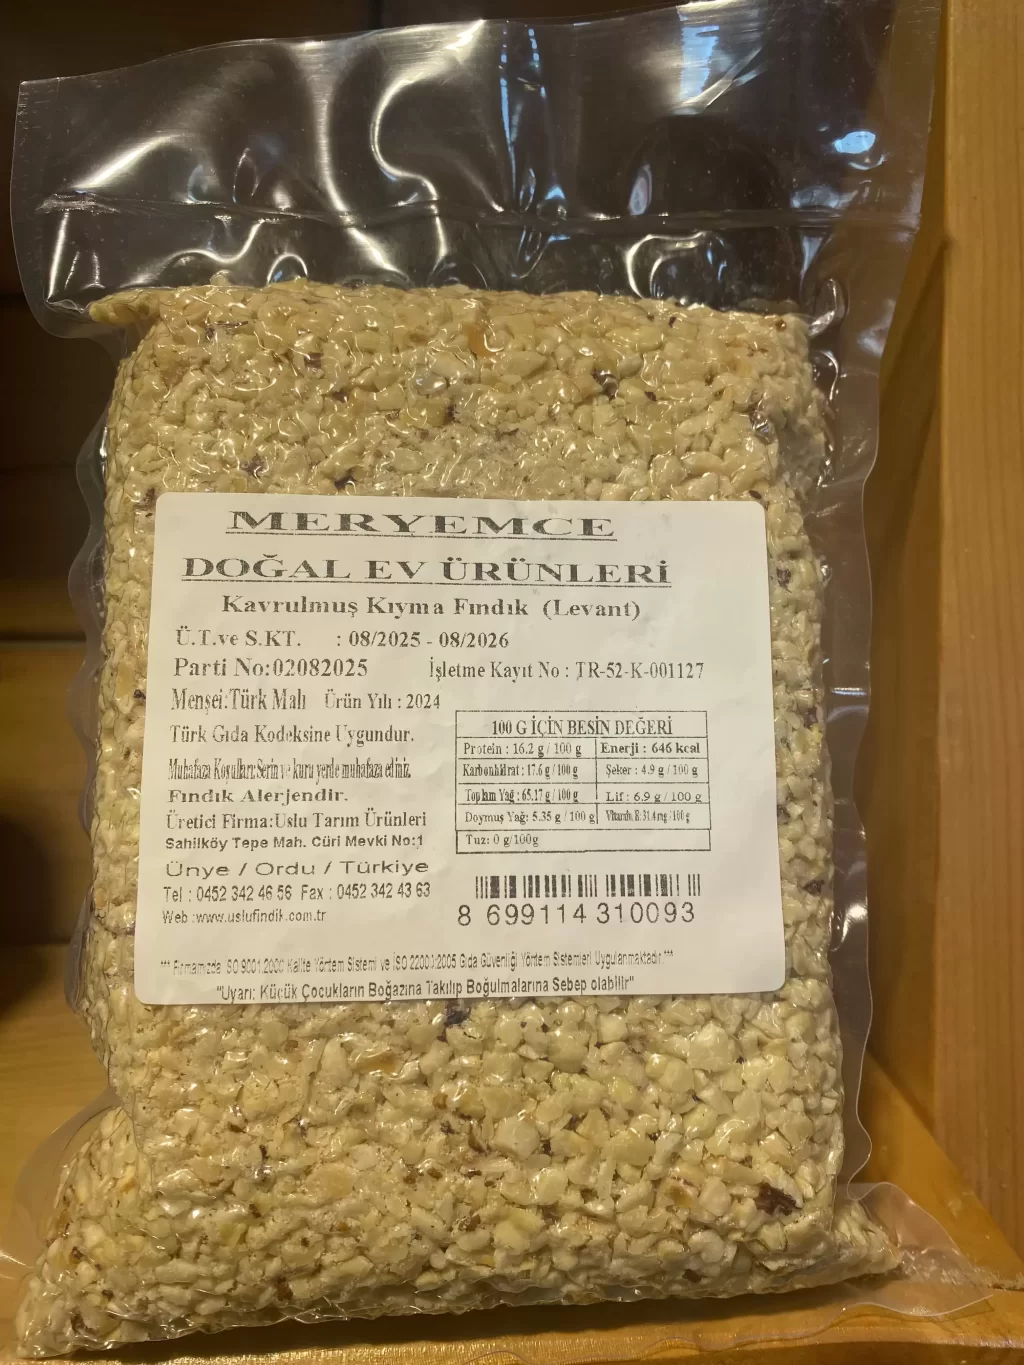 MERYEMCE
DOĞAL EV ÜRÜNLERİ
Kavrulmuş Kıyma Fındık (Levant)
Ü.T.ve S.KT. : 08/2025 - 08/2026
Parti No:02082025 İşletme Kayıt No : TR-52-K-001127
Menşei:Türk Malı Ürün Yılı : 2024
Türk Gıda Kodeksine Uygundur.
Muhafaza Koşulları:Serin ve kuru yerde muhafaza ediniz.
Fındık Alerjendir.
Üretici Firma:Uslu Tarım Ürünleri
Sahilköy Tepe Mah. Cüri Mevki No:1
Ünye / Ordu / Türkiye
Tel : 0452 342 46 56 Fax : 0452 342 43 63
Web :www.uslufindik.com.tr
100 G İÇİN BESİN DEĞERİ
Protein : 16.2 g / 100 g Enerji : 646 kcal
Karbonhidrat : 17.6 g / 100 g Şeker : 4.9 g / 100 g
Toplam Yağ : 65.17 g / 100 g Lif : 6.9 g / 100 g
Doymuş Yağ: 5.35 g / 100 g Vitamin E: 31.4 mg / 100 g
Tuz: 0 g/100g
8 699114 310093
*** Firmamızda ISO 9001:2000 Kalite Yöntem Sistemi ve İSO 22000:2005 Gıda Güvenliği Yöntem Sistemleri Uygulanmaktadır ***
"Uyarı: Küçük Çocukların Boğazına Takılıp Boğulmalarına Sebep olabilir"